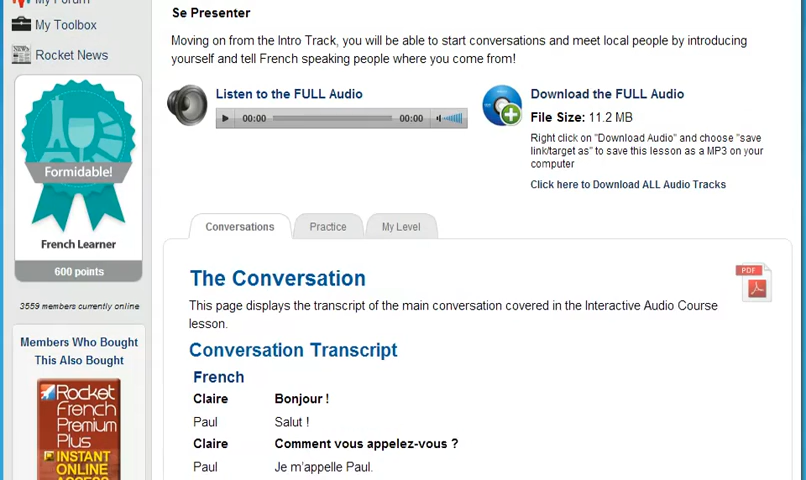 My Forum
My Toolbox
Rocket News
Formidable!
French Learner
600 points
3559 members currently online
Members Who Bought
This Also Bought
Rocket
French
Premium
Plus
INSTANT
ONLINE
ACCESS
Se Presenter
Moving on from the Intro Track, you will be able to start conversations and meet local people by introducing
yourself and tell French speaking people where you come from!
Listen to the FULL Audio
00:00 00:00
Download the FULL Audio
File Size: 11.2 MB
Right click on "Download Audio" and choose "save
link/target as" to save this lesson as a MP3 on your
computer
Click here to Download ALL Audio Tracks
Conversations Practice My Level
The Conversation
PDF
This page displays the transcript of the main conversation covered in the Interactive Audio Course
lesson.
Conversation Transcript
French
Claire Bonjour !
Paul Salut !
Claire Comment vous appelez-vous ?
Paul Je m'appelle Paul.